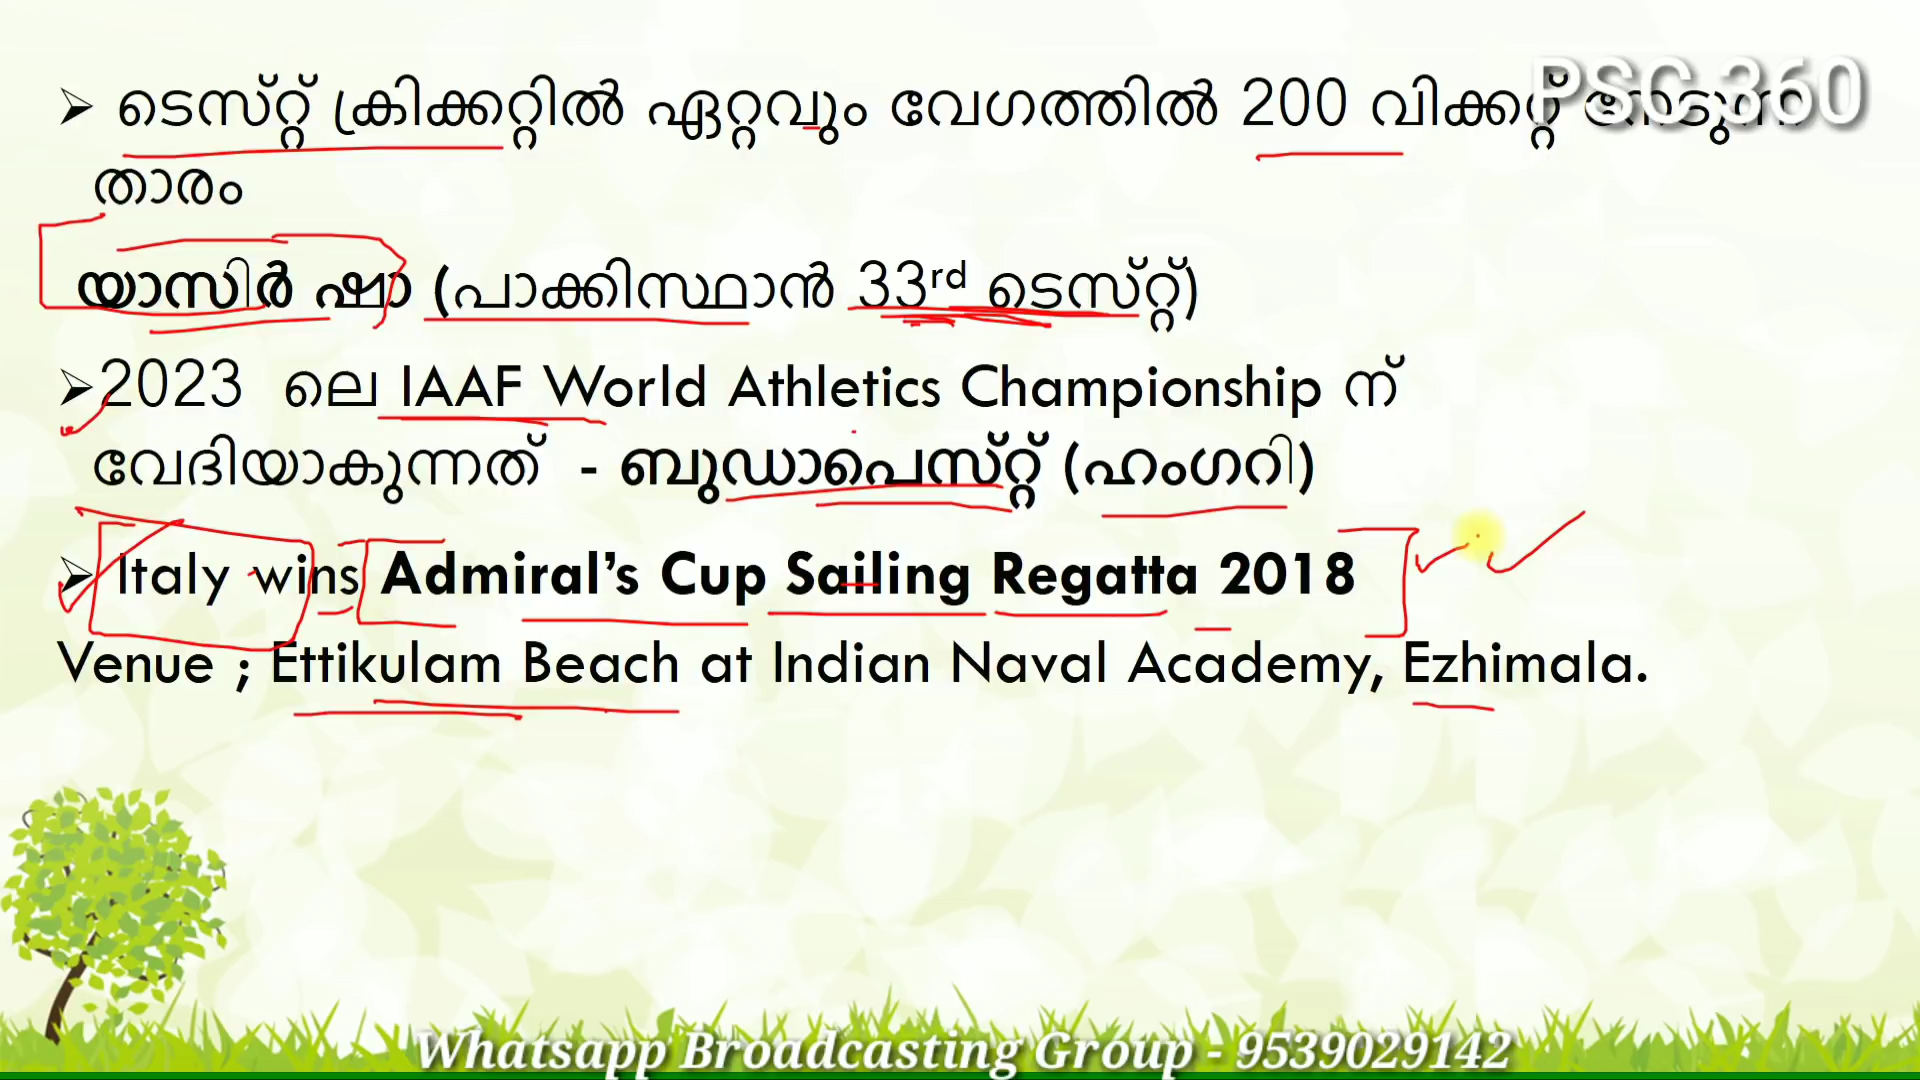 PSC 360
➢ ടെസ്റ്റ് ക്രിക്കറ്റിൽ ഏറ്റവും വേഗത്തിൽ 200 വിക്കറ്റ്
താരം
യാസിർ ഷാ (പാക്കിസ്ഥാൻ 33rd ടെസ്റ്റ്)
➢2023 ലെ IAAF World Athletics Championship ന്
വേദിയാകുന്നത് - ബുഡാപെസ്റ്റ് (ഹംഗറി)
➢ Italy wins Admiral’s Cup Sailing Regatta 2018
Venue ; Ettikulam Beach at Indian Naval Academy, Ezhimala.
Whatsapp Broadcasting Group - 9539029142